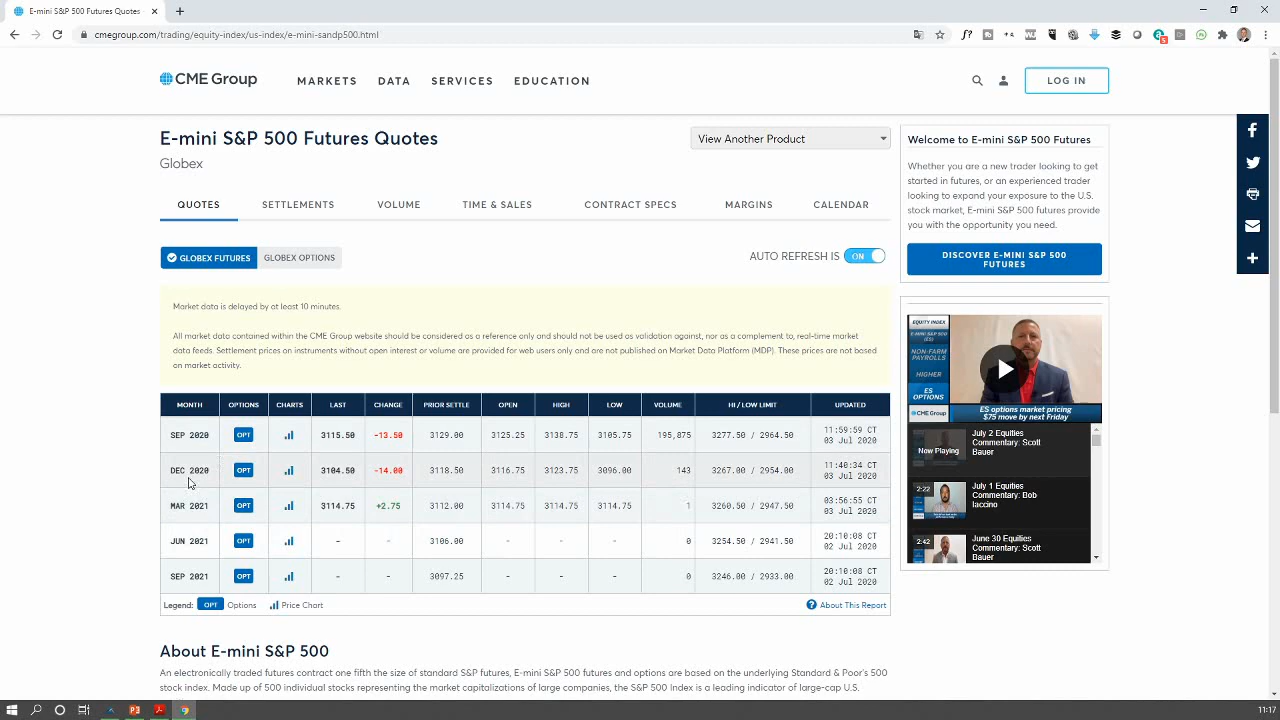 E-mini S&P 500 Futures Quotes
cmegroup.com/trading/equity-index/us-index/e-mini-sandp500.html
CME Group
MARKETS DATA SERVICES EDUCATION
LOG IN
E-mini S&P 500 Futures Quotes
Globex
View Another Product
QUOTES SETTLEMENTS VOLUME TIME & SALES CONTRACT SPECS MARGINS CALENDAR
GLOBEX FUTURES GLOBEX OPTIONS
AUTO REFRESH IS ON
Market data is delayed by at least 10 minutes.
All market data contained within the CME Group website should be considered as a reference only and should not be used as validation against, nor as a complement to, real-time market
data feeds. Settlement prices on instruments without open interest or volume are provided for web users only and are not published on Market Data Platform (MDP). These prices are not based
on market activity.
MONTH OPTIONS CHARTS LAST CHANGE PRIOR SETTLE OPEN HIGH LOW VOLUME HI / LOW LIMIT UPDATED
SEP 2020 OPT 3115.50 -13.50 3129.00 3125.25 3138.75 3105.75 195,875 3277.50 / 2964.50 11:59:59 CT
03 Jul 2020
DEC 2020 OPT 3104.50 -14.00 3118.50 3123.75 3096.00 3267.00 / 2954.00 11:40:34 CT
03 Jul 2020
MAR 2021 OPT 3114.75 +2.75 3112.00 3114.75 3114.75 3114.75 1 3260.50 / 2947.50 03:56:55 CT
03 Jul 2020
JUN 2021 OPT - - 3106.00 - - - 0 3254.50 / 2941.50 20:10:08 CT
02 Jul 2020
SEP 2021 OPT - - 3097.25 - - - 0 3246.00 / 2933.00 20:10:08 CT
02 Jul 2020
Legend: OPT Options Price Chart
About This Report
About E-mini S&P 500
An electronically traded futures contract one fifth the size of standard S&P futures, E-mini S&P 500 futures and options are based on the underlying Standard & Poor's 500
stock index. Made up of 500 individual stocks representing the market capitalizations of large companies, the S&P 500 Index is a leading indicator of large-cap U.S.
Welcome to E-mini S&P 500 Futures
Whether you are a new trader looking to get
started in futures, or an experienced trader
looking to expand your exposure to the U.S.
stock market, E-mini S&P 500 futures provide
you with the opportunity you need.
DISCOVER E-MINI S&P 500
FUTURES
EQUITY INDEX
E-MINI S&P 500
(ES)
NON-FARM
PAYROLLS
HIGHER
ES
OPTIONS
CME Group
ES options market pricing
$75 move by next Friday
Now Playing
July 2 Equities
Commentary: Scott
Bauer
2:22
July 1 Equities
Commentary: Bob
Iaccino
2:42
June 30 Equities
Commentary: Scott
Bauer
11:17